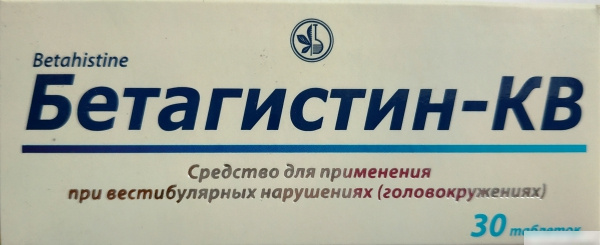 Betahistine
Бетагистин-КВ
Средство для применения
при вестибулярных нарушениях (головокружениях)
30 таблеток